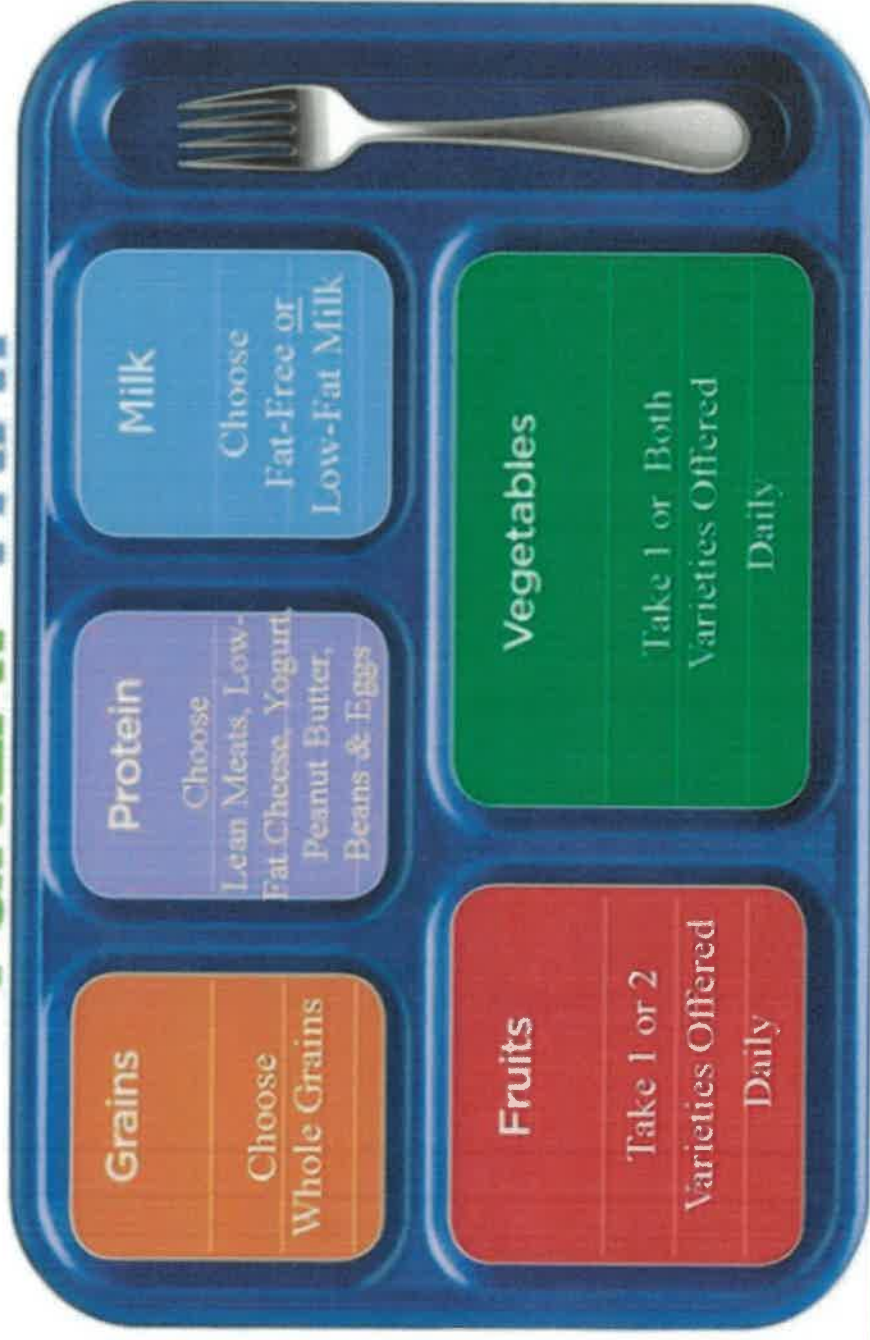 Grains
Choose
Whole Grains
Protein
Choose
Lean Meats, Low-
Fat Cheese, Yogurt,
Peanut Butter,
Beans & Eggs
Milk
Choose
Fat-Free or
Low-Fat Milk
Fruits
Take 1 or 2
Varieties Offered
Daily
Vegetables
Take 1 or Both
Varieties Offered
Daily